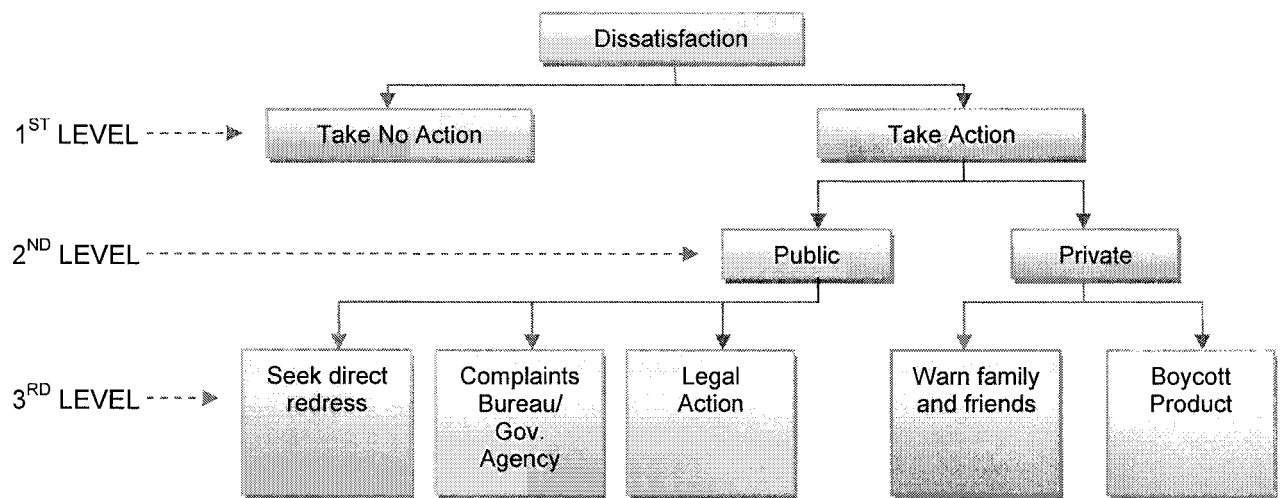 Dissatisfaction
1ST LEVEL
Take No Action
Take Action
2ND LEVEL
Public
Private
3RD LEVEL
Seek direct
redress
Complaints
Bureau/
Gov.
Agency
Legal
Action
Warn family
and friends
Boycott
Product